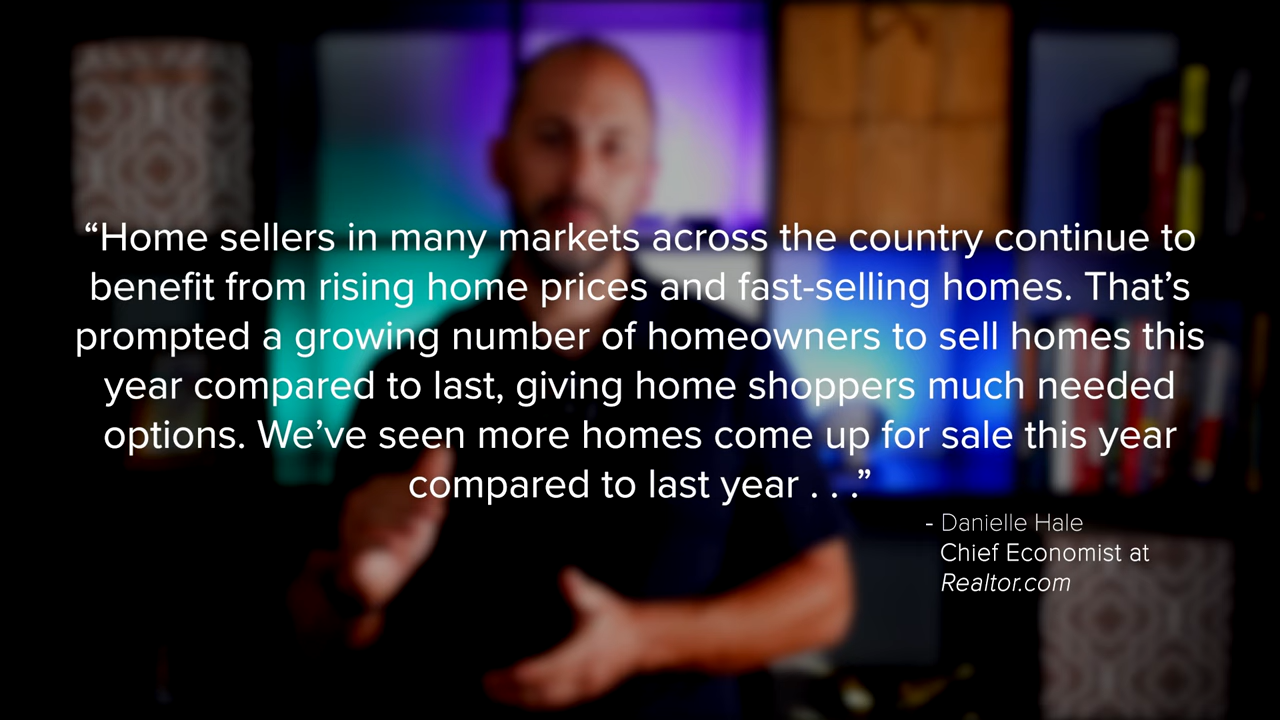 “Home sellers in many markets across the country continue to
benefit from rising home prices and fast-selling homes. That’s
prompted a growing number of homeowners to sell homes this
year compared to last, giving home shoppers much needed
options. We’ve seen more homes come up for sale this year
compared to last year . . .”
- Danielle Hale
Chief Economist at
Realtor.com